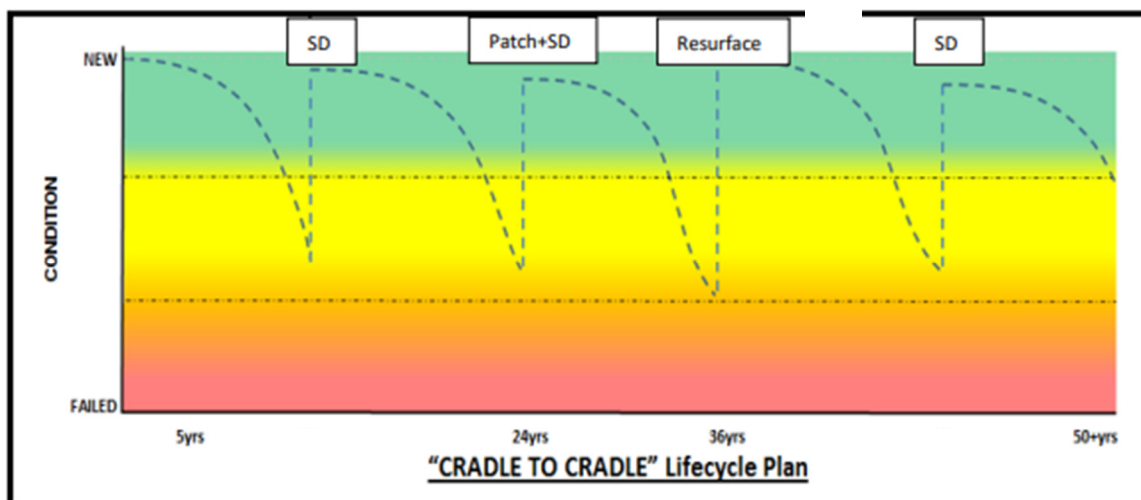 SD
Patch+SD
Resurface
SD
NEW
CONDITION
FAILED
5yrs
24yrs
36yrs
50+yrs
“CRADLE TO CRADLE” Lifecycle Plan